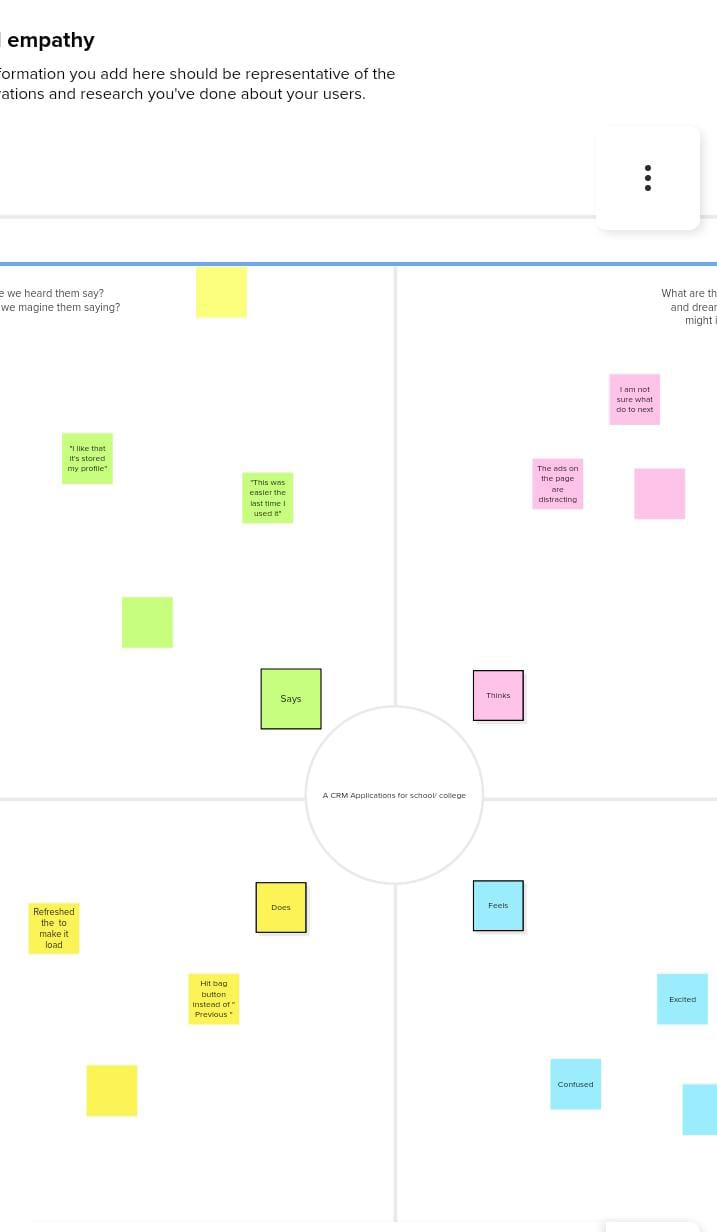 empathy
formation you add here should be representative of the
ations and research you've done about your users.
e we heard them say?
we magine them saying?
What are th
and drear
might i
"I like that
it's stored
my profile"
"This was
easier the
last time I
used it"
I am not
sure what
do to next
The ads on
the page
are
distracting
Says
Thinks
A CRM Applications for school/ college
Does
Feels
Refreshed
the to
make it
load
Hit bag
button
instead of "
Previous "
Excited
Confused